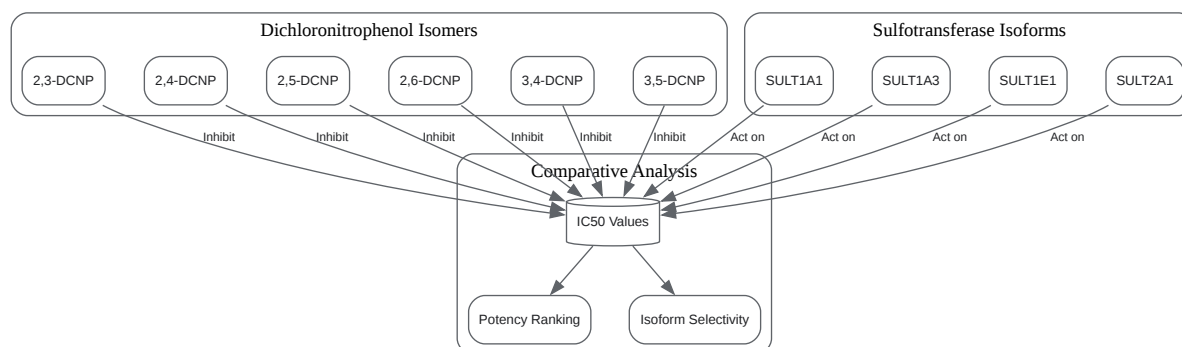 Dichloronitrophenol Isomers
Sulfotransferase Isoforms
2,3-DCNP
2,4-DCNP
2,5-DCNP
2,6-DCNP
3,4-DCNP
3,5-DCNP
SULT1A1
SULT1A3
SULT1E1
SULT2A1
Inhibit
Inhibit
Inhibit
Inhibit
Inhibit
Inhibit
Act on
Act on
Act on
Act on
Comparative Analysis
IC50 Values
Potency Ranking
Isoform Selectivity